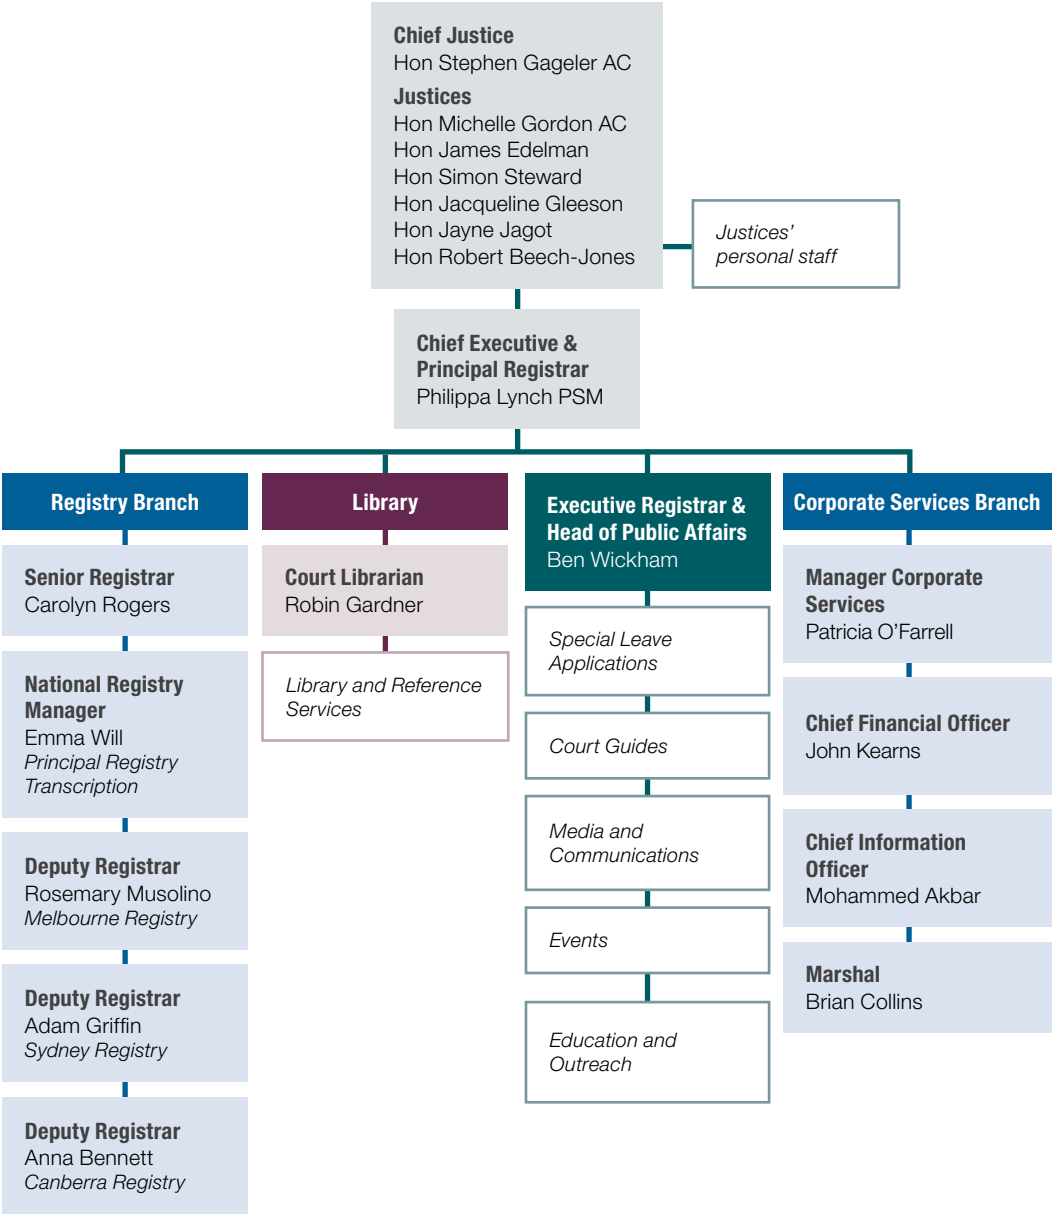 Chief Justice
Hon Stephen Gageler AC
Justices
Hon Michelle Gordon AC
Hon James Edelman
Hon Simon Steward
Hon Jacqueline Gleeson
Hon Jayne Jagot
Hon Robert Beech-Jones
Justices’
personal staff
Chief Executive &
Principal Registrar
Philippa Lynch PSM
Registry Branch
Senior Registrar
Carolyn Rogers
National Registry
Manager
Emma Will
Principal Registry
Transcription
Deputy Registrar
Rosemary Musolino
Melbourne Registry
Deputy Registrar
Adam Griffin
Sydney Registry
Deputy Registrar
Anna Bennett
Canberra Registry
Library
Court Librarian
Robin Gardner
Library and Reference
Services
Executive Registrar &
Head of Public Affairs
Ben Wickham
Special Leave
Applications
Court Guides
Media and
Communications
Events
Education and
Outreach
Corporate Services Branch
Manager Corporate
Services
Patricia O’Farrell
Chief Financial Officer
John Kearns
Chief Information
Officer
Mohammed Akbar
Marshal
Brian Collins